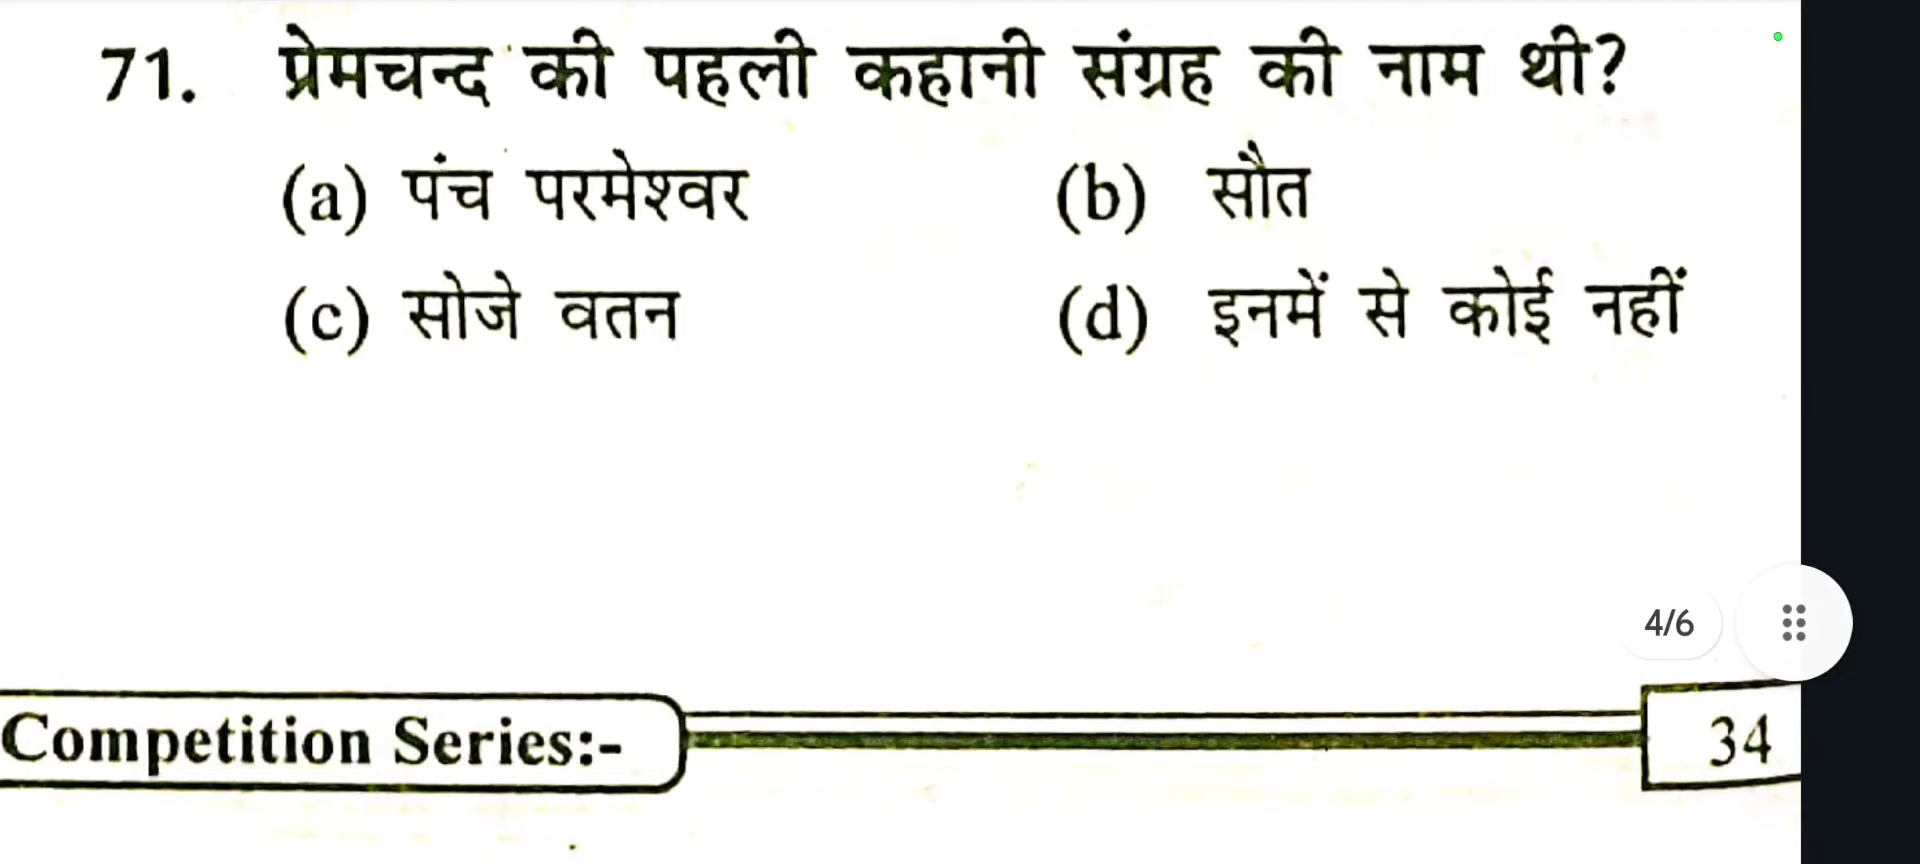 71. प्रेमचन्द की पहली कहानी संग्रह की नाम थी?
(a) पंच परमेश्वर (b) सौत
(c) सोजे वतन (d) इनमें से कोई नहीं
4/6
Competition Series:- 34